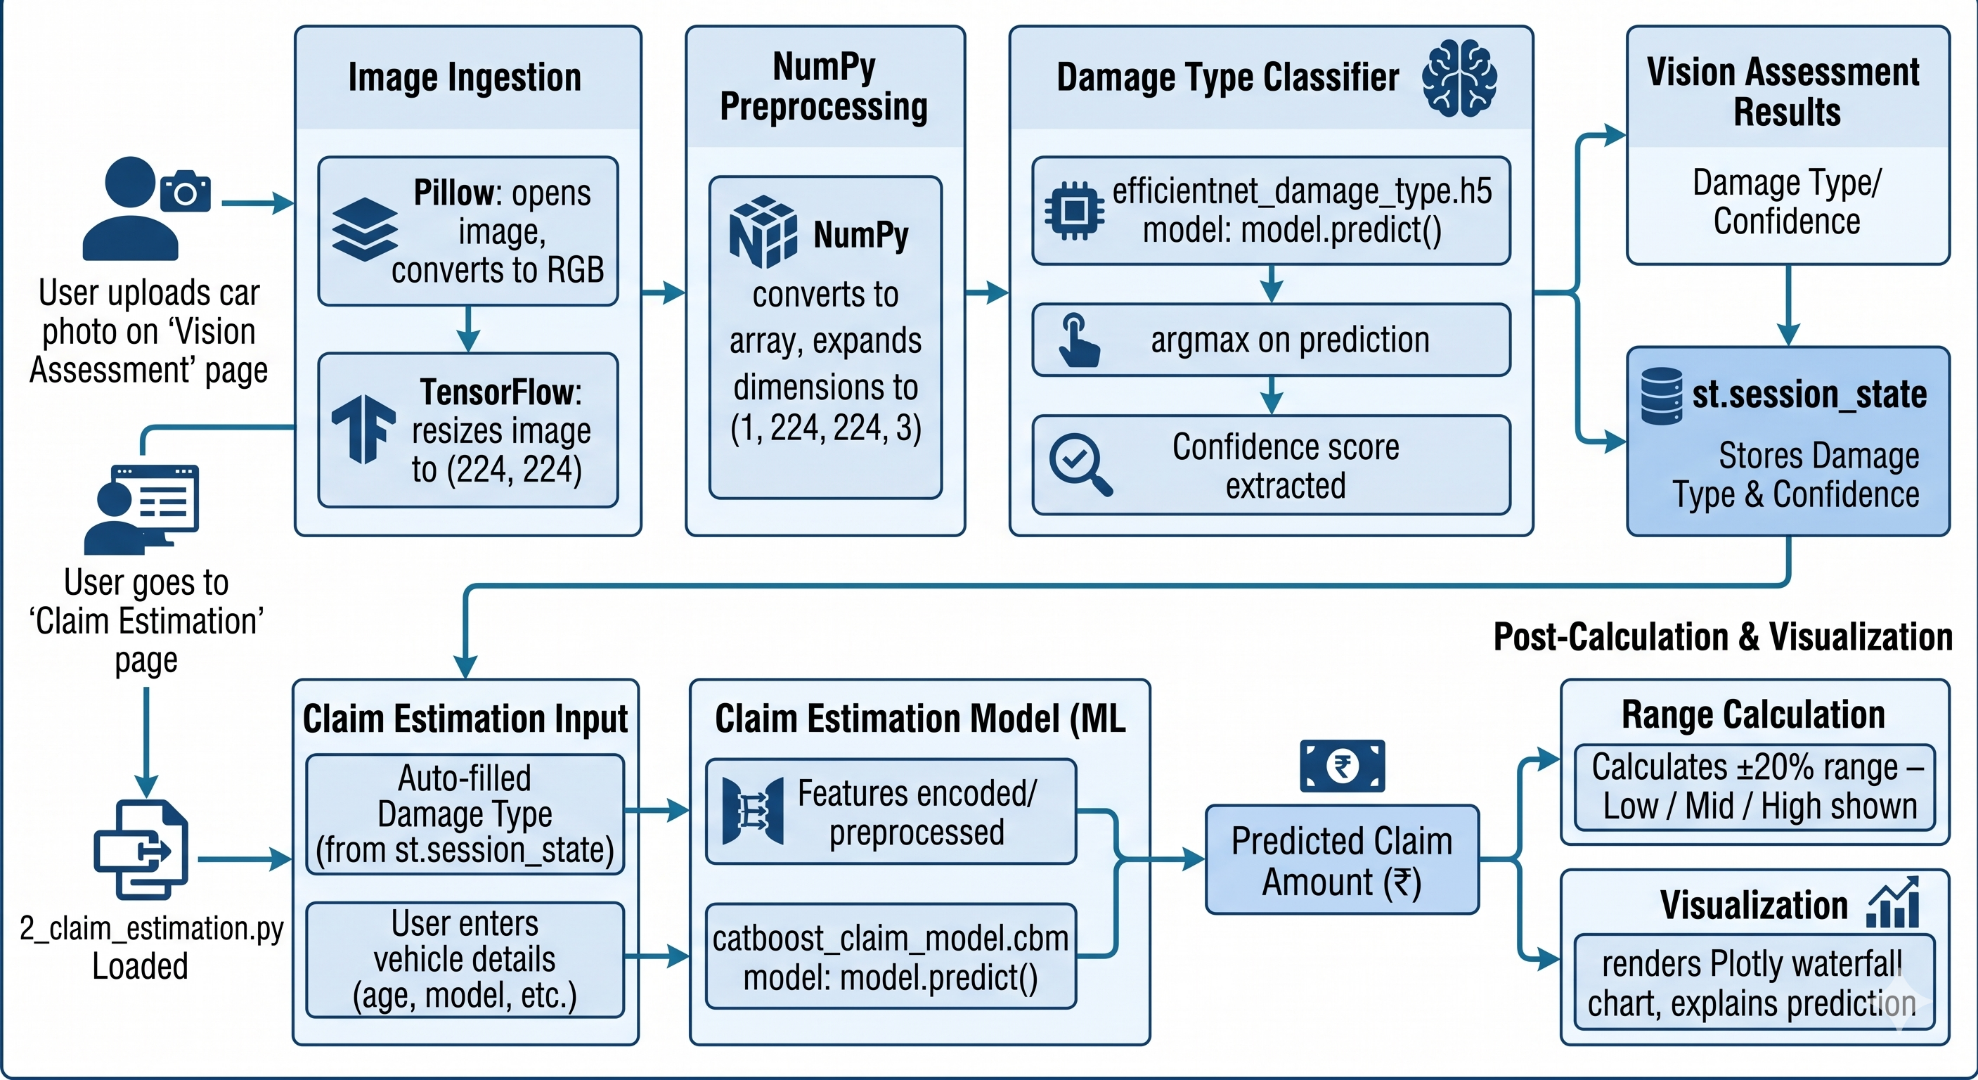 Image Ingestion
Pillow: opens
image,
converts to RGB
TensorFlow:
resizes image
to (224, 224)
NumPy
Preprocessing
NumPy
converts to
array, expands
dimensions to
(1, 224, 224, 3)
Damage Type Classifier
efficientnet_damage_type.h5
model: model.predict()
argmax on prediction
Confidence score
extracted
Vision Assessment
Results
Damage Type/
Confidence
st.session_state
Stores Damage
Type & Confidence
User uploads car
photo on ‘Vision
Assessment’ page
User goes to
‘Claim Estimation’
page
2_claim_estimation.py
Loaded
Claim Estimation Input
Auto-filled
Damage Type
(from st.session_state)
User enters
vehicle details
(age, model, etc.)
Claim Estimation Model (ML
Features encoded/
preprocessed
catboost_claim_model.cbm
model: model.predict()
₹
Predicted Claim
Amount (₹)
Post-Calculation & Visualization
Range Calculation
Calculates ±20% range –
Low / Mid / High shown
Visualization
renders Plotly waterfall
chart, explains prediction